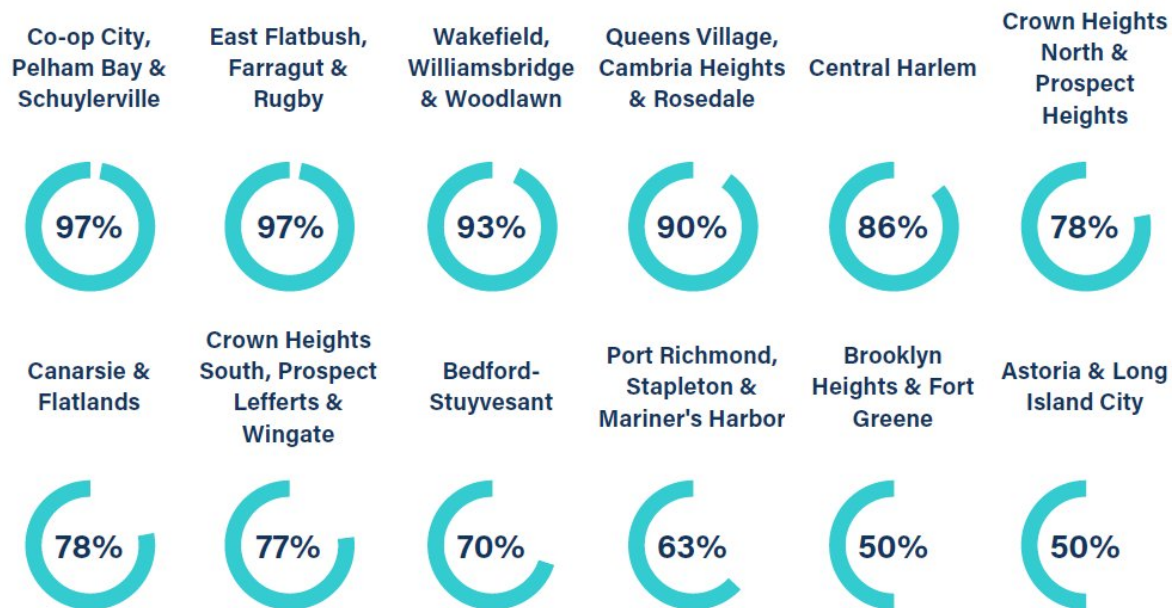 Co-op City,
Pelham Bay &
Schuylerville
East Flatbush,
Farragut &
Rugby
Wakefield,
Williamsbridge
& Woodlawn
Queens Village,
Cambria Heights
& Rosedale
Central Harlem
Crown Heights
North &
Prospect
Heights
97%
97%
93%
90%
86%
78%
Canarsie &
Flatlands
Crown Heights
South, Prospect
Lefferts &
Wingate
Bedford-
Stuyvesant
Port Richmond,
Stapleton &
Mariner's Harbor
Brooklyn
Heights & Fort
Greene
Astoria & Long
Island City
78%
77%
70%
63%
50%
50%